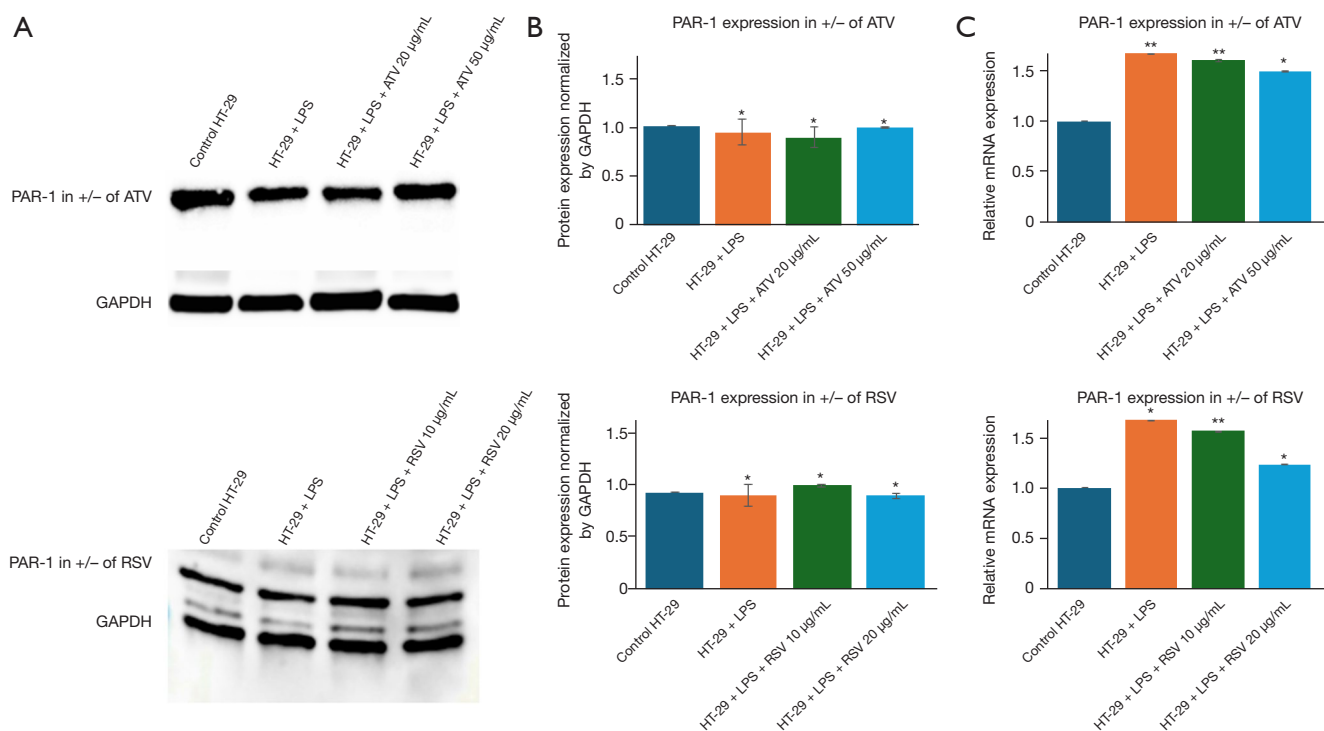 A
Control HT-29
HT-29 + LPS
HT-29 + LPS + ATV 20 µg/mL
HT-29 + LPS + ATV 50 µg/mL
PAR-1 in +/– of ATV
GAPDH
Control HT-29
HT-29 + LPS
HT-29 + LPS + RSV 10 µg/mL
HT-29 + LPS + RSV 20 µg/mL
PAR-1 in +/– of RSV
GAPDH
B
PAR-1 expression in +/– of ATV
Protein expression normalized
by GAPDH
1.5
1.0
0.5
0
*
*
*
Control HT-29
HT-29 + LPS
HT-29 + LPS + ATV 20 µg/mL
HT-29 + LPS + ATV 50 µg/mL
PAR-1 expression in +/– of RSV
Protein expression normalized
by GAPDH
1.5
1.0
0.5
0
*
*
*
Control HT-29
HT-29 + LPS
HT-29 + LPS + RSV 10 µg/mL
HT-29 + LPS + RSV 20 µg/mL
C
PAR-1 expression in +/– of ATV
Relative mRNA expression
1.5
1.0
0.5
0
**
**
*
Control HT-29
HT-29 + LPS
HT-29 + LPS + ATV 20 µg/mL
HT-29 + LPS + ATV 50 µg/mL
PAR-1 expression in +/– of RSV
Relative mRNA expression
1.5
1.0
0.5
0
*
**
*
Control HT-29
HT-29 + LPS
HT-29 + LPS + RSV 10 µg/mL
HT-29 + LPS + RSV 20 µg/mL